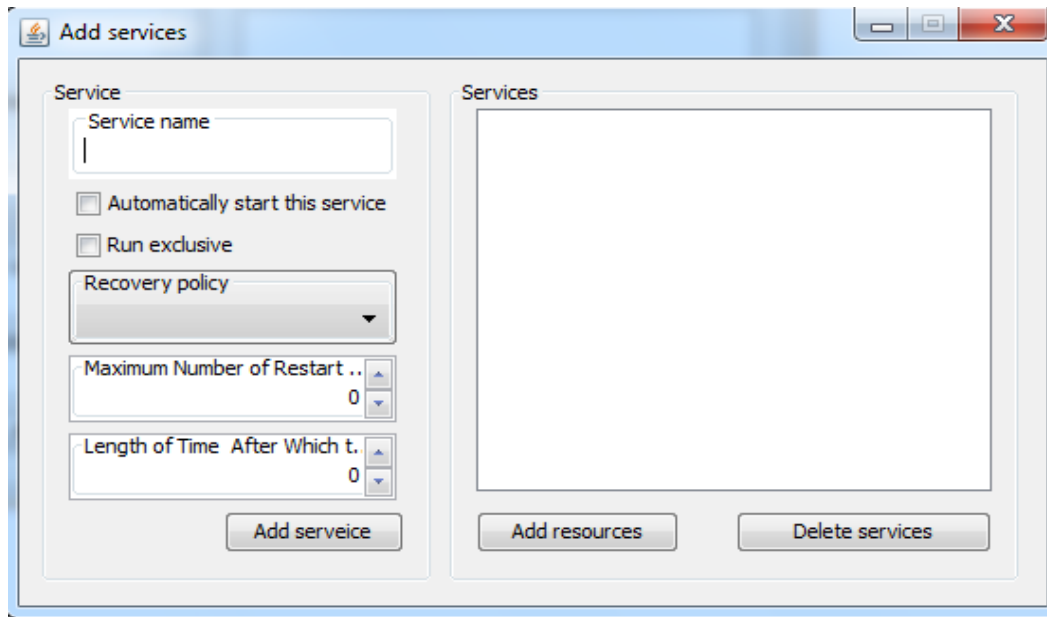 Add services
Service
Service name
Automatically start this service
Run exclusive
Recovery policy
Maximum Number of Restart ..
0
Length of Time  After Which t..
0
Add serveice
Services
Add resources
Delete services